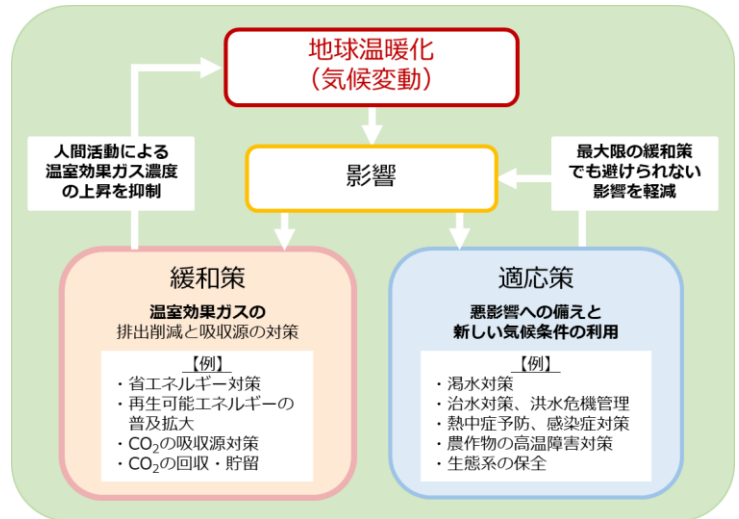 地球温暖化
（気候変動）
人間活動による
温室効果ガス濃度
の上昇を抑制
影響
最大限の緩和策
でも避けられない
影響を軽減
緩和策
温室効果ガスの
排出削減と吸収源の対策
【例】
・省エネルギー対策
・再生可能エネルギーの
普及拡大
・CO₂の吸収源対策
・CO₂の回収・貯留
適応策
悪影響への備えと
新しい気候条件の利用
【例】
・渇水対策
・治水対策、洪水危機管理
・熱中症予防、感染症対策
・農作物の高温障害対策
・生態系の保全